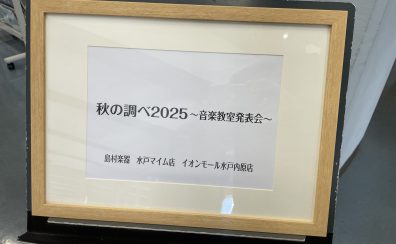 秋の調べ2025～音楽教室発表会～
島村楽器　水戸マイム店　イオンモール水戸内原店